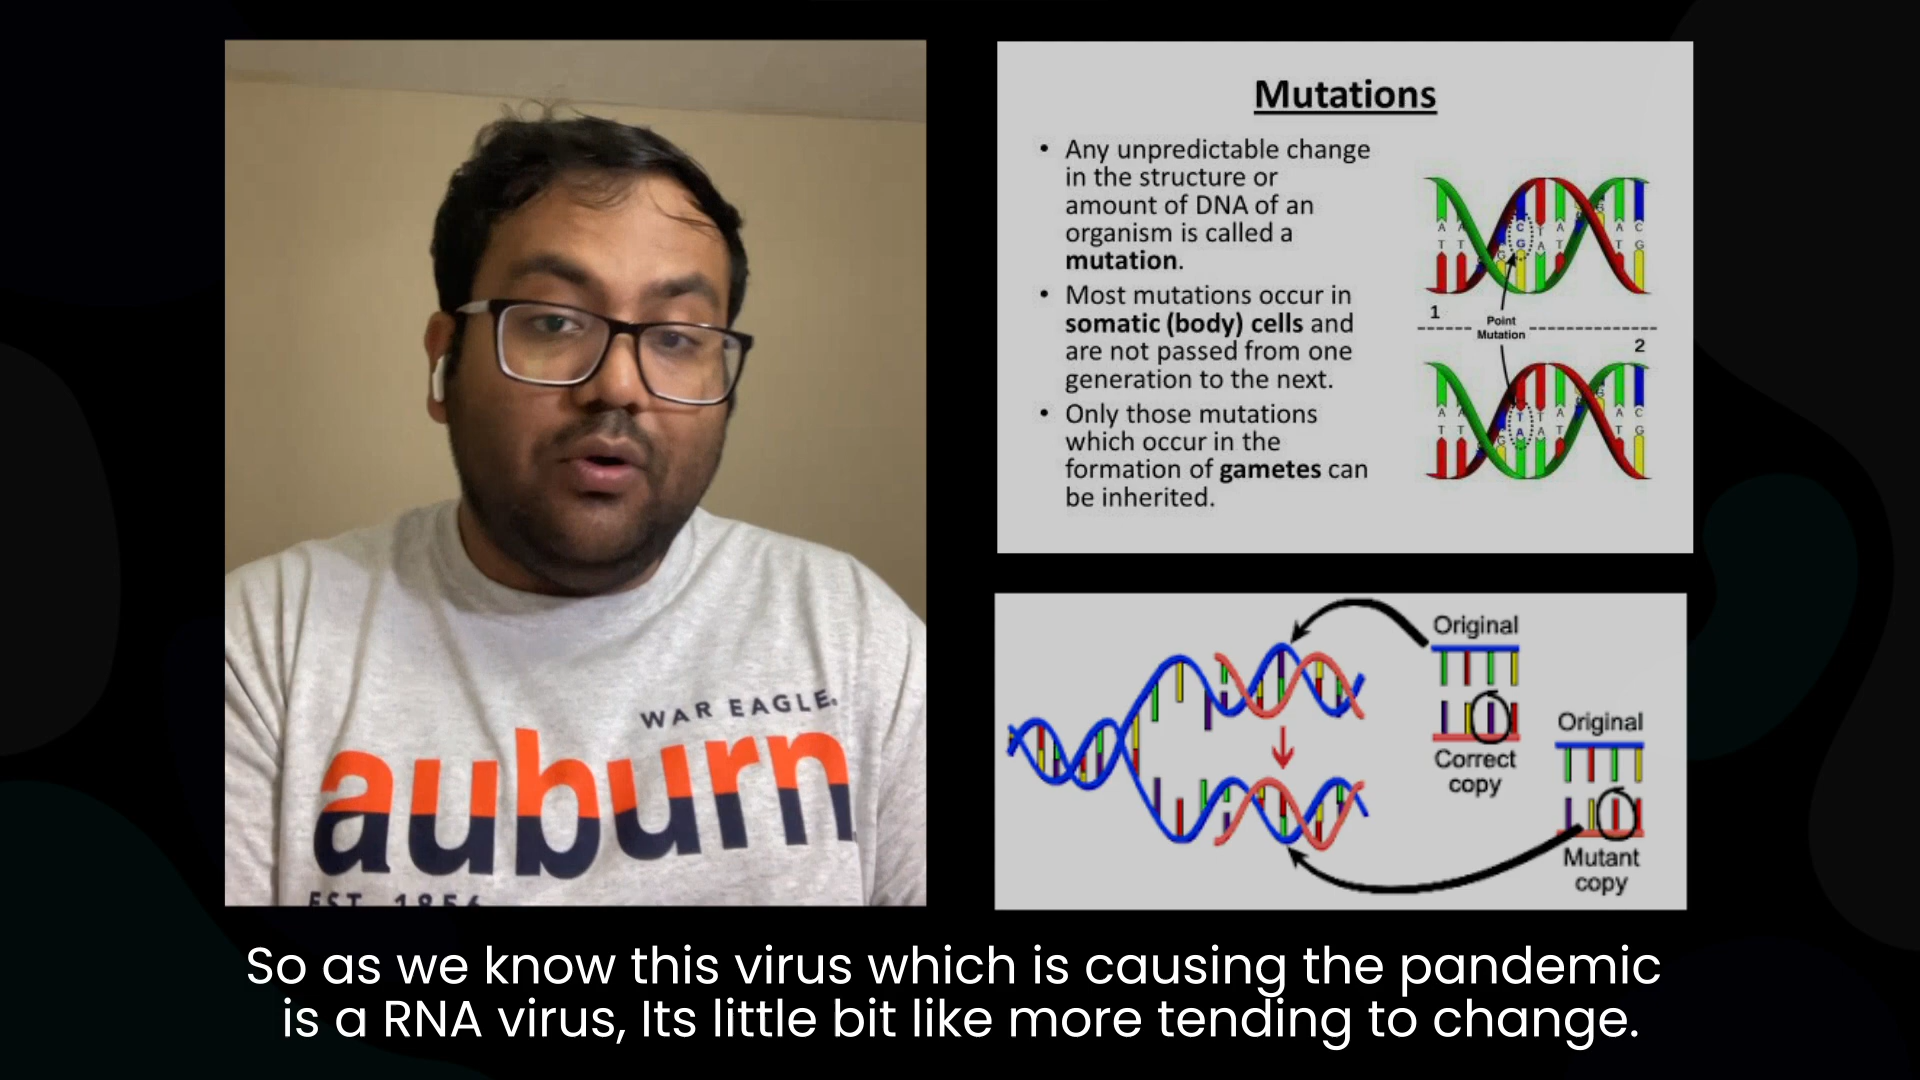 WAR EAGLE
auburn
EST. 1856
Mutations
• Any unpredictable change
in the structure or
amount of DNA of an
organism is called a
mutation.
• Most mutations occur in
somatic (body) cells and
are not passed from one
generation to the next.
• Only those mutations
which occur in the
formation of gametes can
be inherited.
1
Point
Mutation
2
Original
Correct
copy
Original
Mutant
copy
So as we know this virus which is causing the pandemic
is a RNA virus, Its little bit like more tending to change.